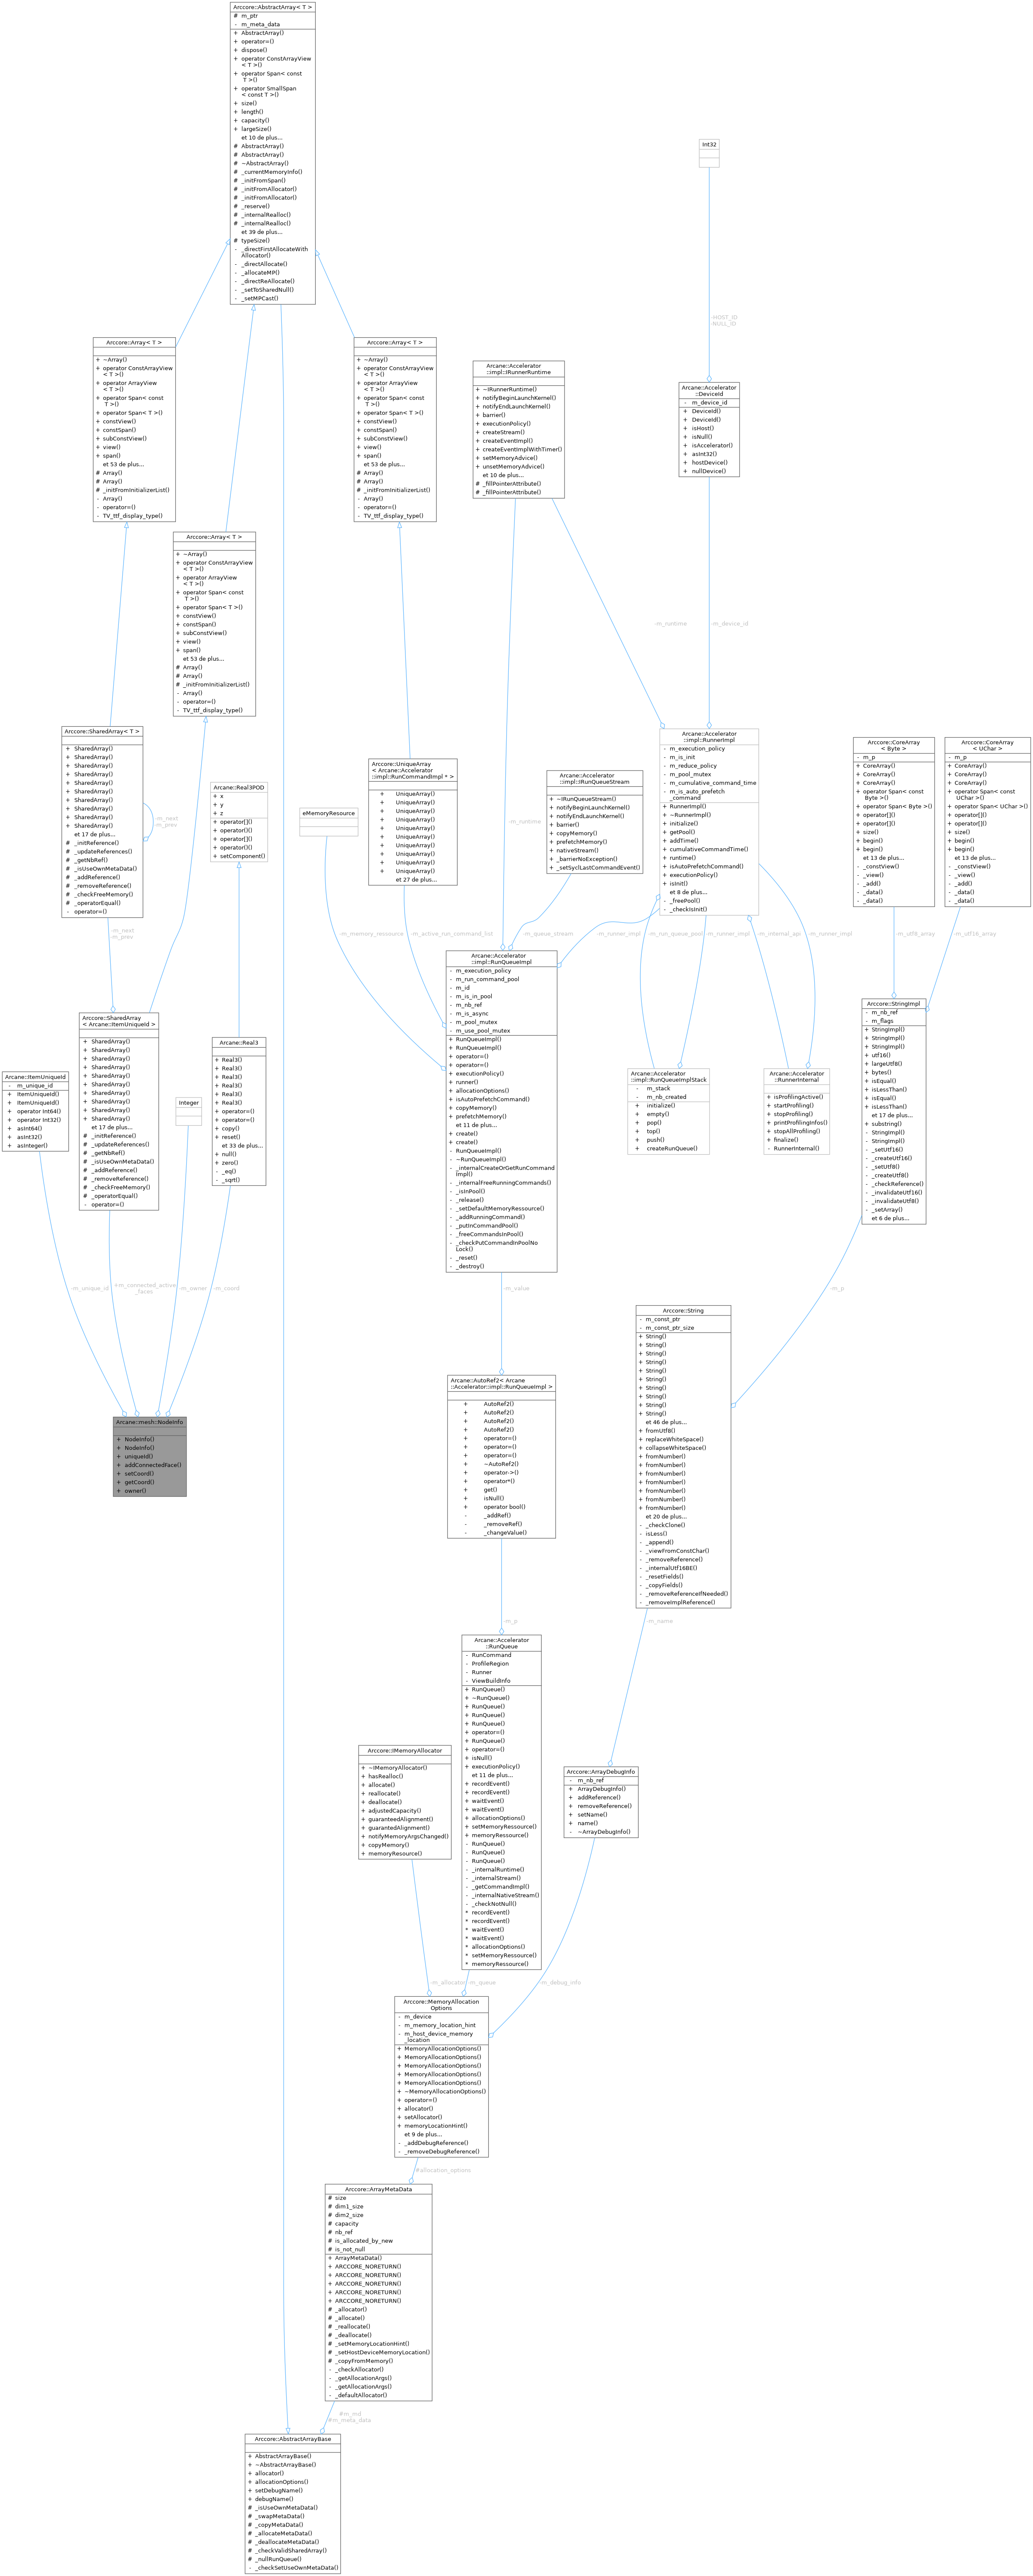 Arccore::AbstractArray< T >
# m_ptr
- m_meta_data
+ AbstractArray()
+ operator=()
+ dispose()
+ operator ConstArrayView
< T >()
+ operator Span< const
T >()
+ operator SmallSpan
< const T >()
+ size()
+ length()
+ capacity()
+ largeSize()
et 10 de plus...
# AbstractArray()
# AbstractArray()
# ~AbstractArray()
# _currentMemoryInfo()
# _initFromSpan()
# _initFromAllocator()
# _initFromAllocator()
# _reserve()
# _internalRealloc()
# _internalRealloc()
et 39 de plus...
# typeSize()
- _directFirstAllocateWith
Allocator()
- _directAllocate()
- _allocateMP()
- _directReAllocate()
- _setToSharedNull()
- _setMPCast()
Int32
-HOST_ID
-NULL_ID
Arccore::Array< T >
+ ~Array()
+ operator ConstArrayView
< T >()
+ operator ArrayView
< T >()
+ operator Span< const
T >()
+ operator Span< T >()
+ constView()
+ constSpan()
+ subConstView()
+ view()
+ span()
et 53 de plus...
# Array()
# Array()
# _initFromInitializerList()
- Array()
- operator=()
- TV_ttf_display_type()
Arccore::Array< T >
+ ~Array()
+ operator ConstArrayView
< T >()
+ operator ArrayView
< T >()
+ operator Span< const
T >()
+ operator Span< T >()
+ constView()
+ constSpan()
+ subConstView()
+ view()
+ span()
et 53 de plus...
# Array()
# Array()
# _initFromInitializerList()
- Array()
- operator=()
- TV_ttf_display_type()
Arcane::Accelerator
::impl::IRunnerRuntime
+ ~IRunnerRuntime()
+ notifyBeginLaunchKernel()
+ notifyEndLaunchKernel()
+ barrier()
+ executionPolicy()
+ createStream()
+ createEventImpl()
+ createEventImplWithTimer()
+ setMemoryAdvice()
+ unsetMemoryAdvice()
et 10 de plus...
# _fillPointerAttribute()
# _fillPointerAttribute()
Arcane::Accelerator
::DeviceId
- m_device_id
+ DeviceId()
+ DeviceId()
+ isHost()
+ isNull()
+ isAccelerator()
+ asInt32()
+ hostDevice()
+ nullDevice()
Arccore::Array< T >
+ ~Array()
+ operator ConstArrayView
< T >()
+ operator ArrayView
< T >()
+ operator Span< const
T >()
+ operator Span< T >()
+ constView()
+ constSpan()
+ subConstView()
+ view()
+ span()
et 53 de plus...
# Array()
# Array()
# _initFromInitializerList()
- Array()
- operator=()
- TV_ttf_display_type()
-m_runtime
-m_device_id
Arccore::SharedArray< T >
+ SharedArray()
+ SharedArray()
+ SharedArray()
+ SharedArray()
+ SharedArray()
+ SharedArray()
+ SharedArray()
+ SharedArray()
+ SharedArray()
+ SharedArray()
et 17 de plus...
# _initReference()
# _updateReferences()
# _getNbRef()
# _isUseOwnMetaData()
# _addReference()
# _removeReference()
# _checkFreeMemory()
# _operatorEqual()
- operator=()
-m_next
-m_prev
Arcane::Real3POD
+ x
+ y
+ z
+ operator[]()
+ operator()()
+ operator[]()
+ operator()()
+ setComponent()
eMemoryResource
Arccore::UniqueArray
< Arcane::Accelerator
::impl::RunCommandImpl * >
+ UniqueArray()
+ UniqueArray()
+ UniqueArray()
+ UniqueArray()
+ UniqueArray()
+ UniqueArray()
+ UniqueArray()
+ UniqueArray()
+ UniqueArray()
+ UniqueArray()
et 27 de plus...
Arcane::Accelerator
::impl::IRunQueueStream
+ ~IRunQueueStream()
+ notifyBeginLaunchKernel()
+ notifyEndLaunchKernel()
+ barrier()
+ copyMemory()
+ prefetchMemory()
+ nativeStream()
+ _barrierNoException()
+ _setSyclLastCommandEvent()
-m_runtime
Arcane::Accelerator
::impl::RunnerImpl
- m_execution_policy
- m_is_init
- m_reduce_policy
- m_pool_mutex
- m_cumulative_command_time
- m_is_auto_prefetch
_command
+ RunnerImpl()
+ ~RunnerImpl()
+ initialize()
+ getPool()
+ addTime()
+ cumulativeCommandTime()
+ runtime()
+ isAutoPrefetchCommand()
+ executionPolicy()
+ isInit()
et 8 de plus...
- _freePool()
- _checkIsInit()
Arccore::CoreArray
< Byte >
- m_p
+ CoreArray()
+ CoreArray()
+ CoreArray()
+ operator Span< const
Byte >()
+ operator Span< Byte >()
+ operator[]()
+ operator[]()
+ size()
+ begin()
+ begin()
et 13 de plus...
- _constView()
- _view()
- _add()
- _data()
- _data()
Arccore::CoreArray
< UChar >
- m_p
+ CoreArray()
+ CoreArray()
+ CoreArray()
+ operator Span< const
UChar >()
+ operator Span< UChar >()
+ operator[]()
+ operator[]()
+ size()
+ begin()
+ begin()
et 13 de plus...
- _constView()
- _view()
- _add()
- _data()
- _data()
-m_next
-m_prev
-m_memory_ressource
-m_active_run_command_list
-m_queue_stream
-m_runner_impl
-m_run_queue_pool
-m_runner_impl
-m_internal_api
-m_runner_impl
-m_utf8_array
-m_utf16_array
Arcane::ItemUniqueId
- m_unique_id
+ ItemUniqueId()
+ ItemUniqueId()
+ operator Int64()
+ operator Int32()
+ asInt64()
+ asInt32()
+ asInteger()
Arccore::SharedArray
< Arcane::ItemUniqueId >
+ SharedArray()
+ SharedArray()
+ SharedArray()
+ SharedArray()
+ SharedArray()
+ SharedArray()
+ SharedArray()
+ SharedArray()
+ SharedArray()
+ SharedArray()
et 17 de plus...
# _initReference()
# _updateReferences()
# _getNbRef()
# _isUseOwnMetaData()
# _addReference()
# _removeReference()
# _checkFreeMemory()
# _operatorEqual()
- operator=()
Integer
Arcane::Real3
+ Real3()
+ Real3()
+ Real3()
+ Real3()
+ Real3()
+ Real3()
+ operator=()
+ operator=()
+ copy()
+ reset()
et 33 de plus...
+ null()
+ zero()
- _eq()
- _sqrt()
Arcane::Accelerator
::impl::RunQueueImpl
- m_execution_policy
- m_run_command_pool
- m_id
- m_is_in_pool
- m_nb_ref
- m_is_async
- m_pool_mutex
- m_use_pool_mutex
+ RunQueueImpl()
+ RunQueueImpl()
+ operator=()
+ operator=()
+ executionPolicy()
+ runner()
+ allocationOptions()
+ isAutoPrefetchCommand()
+ copyMemory()
+ prefetchMemory()
et 11 de plus...
+ create()
+ create()
- RunQueueImpl()
- ~RunQueueImpl()
- _internalCreateOrGetRunCommand
Impl()
- _internalFreeRunningCommands()
- _isInPool()
- _release()
- _setDefaultMemoryRessource()
- _addRunningCommand()
- _putInCommandPool()
- _freeCommandsInPool()
- _checkPutCommandInPoolNo
Lock()
- _reset()
- _destroy()
Arcane::Accelerator
::impl::RunQueueImplStack
- m_stack
- m_nb_created
+ initialize()
+ empty()
+ pop()
+ top()
+ push()
+ createRunQueue()
Arcane::Accelerator
::RunnerInternal
+ isProfilingActive()
+ startProfiling()
+ stopProfiling()
+ printProfilingInfos()
+ stopAllProfiling()
+ finalize()
- RunnerInternal()
Arccore::StringImpl
- m_nb_ref
- m_flags
+ StringImpl()
+ StringImpl()
+ StringImpl()
+ utf16()
+ largeUtf8()
+ bytes()
+ isEqual()
+ isLessThan()
+ isEqual()
+ isLessThan()
et 17 de plus...
+ substring()
- StringImpl()
- StringImpl()
- _setUtf16()
- _createUtf16()
- _setUtf8()
- _createUtf8()
- _checkReference()
- _invalidateUtf16()
- _invalidateUtf8()
- _setArray()
et 6 de plus...
-m_unique_id
+m_connected_active
_faces
-m_owner
-m_coord
-m_value
-m_p
Arcane::mesh::NodeInfo
+ NodeInfo()
+ NodeInfo()
+ uniqueId()
+ addConnectedFace()
+ setCoord()
+ getCoord()
+ owner()
Arcane::AutoRef2< Arcane
::Accelerator::impl::RunQueueImpl >
+ AutoRef2()
+ AutoRef2()
+ AutoRef2()
+ AutoRef2()
+ operator=()
+ operator=()
+ operator=()
+ ~AutoRef2()
+ operator->()
+ operator*()
+ get()
+ isNull()
+ operator bool()
- _addRef()
- _removeRef()
- _changeValue()
Arccore::String
- m_const_ptr
- m_const_ptr_size
+ String()
+ String()
+ String()
+ String()
+ String()
+ String()
+ String()
+ String()
+ String()
+ String()
et 46 de plus...
+ fromUtf8()
+ replaceWhiteSpace()
+ collapseWhiteSpace()
+ fromNumber()
+ fromNumber()
+ fromNumber()
+ fromNumber()
+ fromNumber()
+ fromNumber()
+ fromNumber()
et 20 de plus...
- _checkClone()
- isLess()
- _append()
- _viewFromConstChar()
- _removeReference()
- _internalUtf16BE()
- _resetFields()
- _copyFields()
- _removeReferenceIfNeeded()
- _removeImplReference()
-m_p
-m_name
Arcane::Accelerator
::RunQueue
- RunCommand
- ProfileRegion
- Runner
- ViewBuildInfo
+ RunQueue()
+ ~RunQueue()
+ RunQueue()
+ RunQueue()
+ RunQueue()
+ operator=()
+ RunQueue()
+ operator=()
+ isNull()
+ executionPolicy()
et 11 de plus...
+ recordEvent()
+ recordEvent()
+ waitEvent()
+ waitEvent()
+ allocationOptions()
+ setMemoryRessource()
+ memoryRessource()
- RunQueue()
- RunQueue()
- RunQueue()
- _internalRuntime()
- _internalStream()
- _getCommandImpl()
- _internalNativeStream()
- _checkNotNull()
* recordEvent()
* recordEvent()
* waitEvent()
* waitEvent()
* allocationOptions()
* setMemoryRessource()
* memoryRessource()
Arccore::IMemoryAllocator
+ ~IMemoryAllocator()
+ hasRealloc()
+ allocate()
+ reallocate()
+ deallocate()
+ adjustedCapacity()
+ guaranteedAlignment()
+ guarantedAlignment()
+ notifyMemoryArgsChanged()
+ copyMemory()
+ memoryResource()
Arccore::ArrayDebugInfo
- m_nb_ref
+ ArrayDebugInfo()
+ addReference()
+ removeReference()
+ setName()
+ name()
- ~ArrayDebugInfo()
-m_allocator
-m_queue
-m_debug_info
Arccore::MemoryAllocation
Options
- m_device
- m_memory_location_hint
- m_host_device_memory
_location
+ MemoryAllocationOptions()
+ MemoryAllocationOptions()
+ MemoryAllocationOptions()
+ MemoryAllocationOptions()
+ MemoryAllocationOptions()
+ ~MemoryAllocationOptions()
+ operator=()
+ allocator()
+ setAllocator()
+ memoryLocationHint()
et 9 de plus...
- _addDebugReference()
- _removeDebugReference()
#allocation_options
Arccore::ArrayMetaData
# size
# dim1_size
# dim2_size
# capacity
# nb_ref
# is_allocated_by_new
# is_not_null
+ ArrayMetaData()
+ ARCCORE_NORETURN()
+ ARCCORE_NORETURN()
+ ARCCORE_NORETURN()
+ ARCCORE_NORETURN()
+ ARCCORE_NORETURN()
# _allocator()
# _allocate()
# _reallocate()
# _deallocate()
# _setMemoryLocationHint()
# _setHostDeviceMemoryLocation()
# _copyFromMemory()
- _checkAllocator()
- _getAllocationArgs()
- _getAllocationArgs()
- _defaultAllocator()
#m_md
#m_meta_data
Arccore::AbstractArrayBase
+ AbstractArrayBase()
+ ~AbstractArrayBase()
+ allocator()
+ allocationOptions()
+ setDebugName()
+ debugName()
# _isUseOwnMetaData()
# _swapMetaData()
# _copyMetaData()
# _allocateMetaData()
# _deallocateMetaData()
# _checkValidSharedArray()
# _nullRunQueue()
- _checkSetUseOwnMetaData()